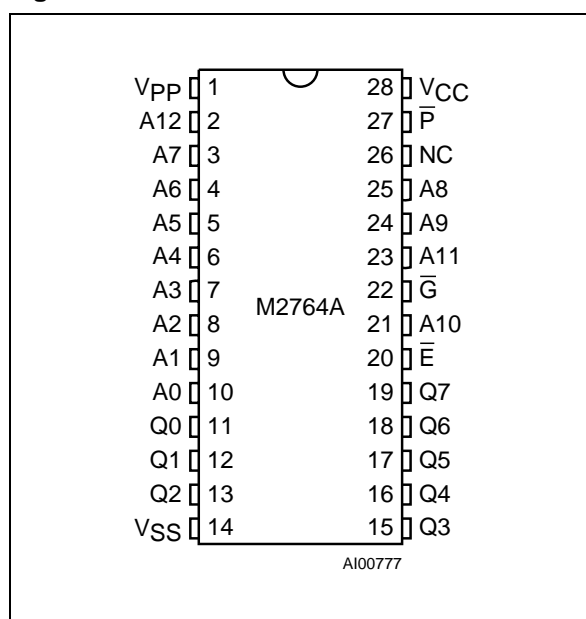 VPP 1 28 VCC
A12 2 27 P̅
A7 3 26 NC
A6 4 25 A8
A5 5 24 A9
A4 6 23 A11
A3 7 22 G̅
M2764A
A2 8 21 A10
A1 9 20 E̅
A0 10 19 Q7
Q0 11 18 Q6
Q1 12 17 Q5
Q2 13 16 Q4
VSS 14 15 Q3
AI00777